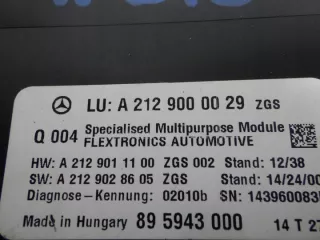 LU: A 212 900 00 29 ZGS
Q 004 Specialised Multipurpose Module
FLEXTRONICS AUTOMOTIVE
HW: A 212 901 11 00 ZGS 002 Stand: 12/38
SW: A 212 902 86 05 ZGS Stand: 14/24/00
Diagnose - Kennung: 02010b SN: 143960083
Made in Hungary 89 5943 000 14 T 27